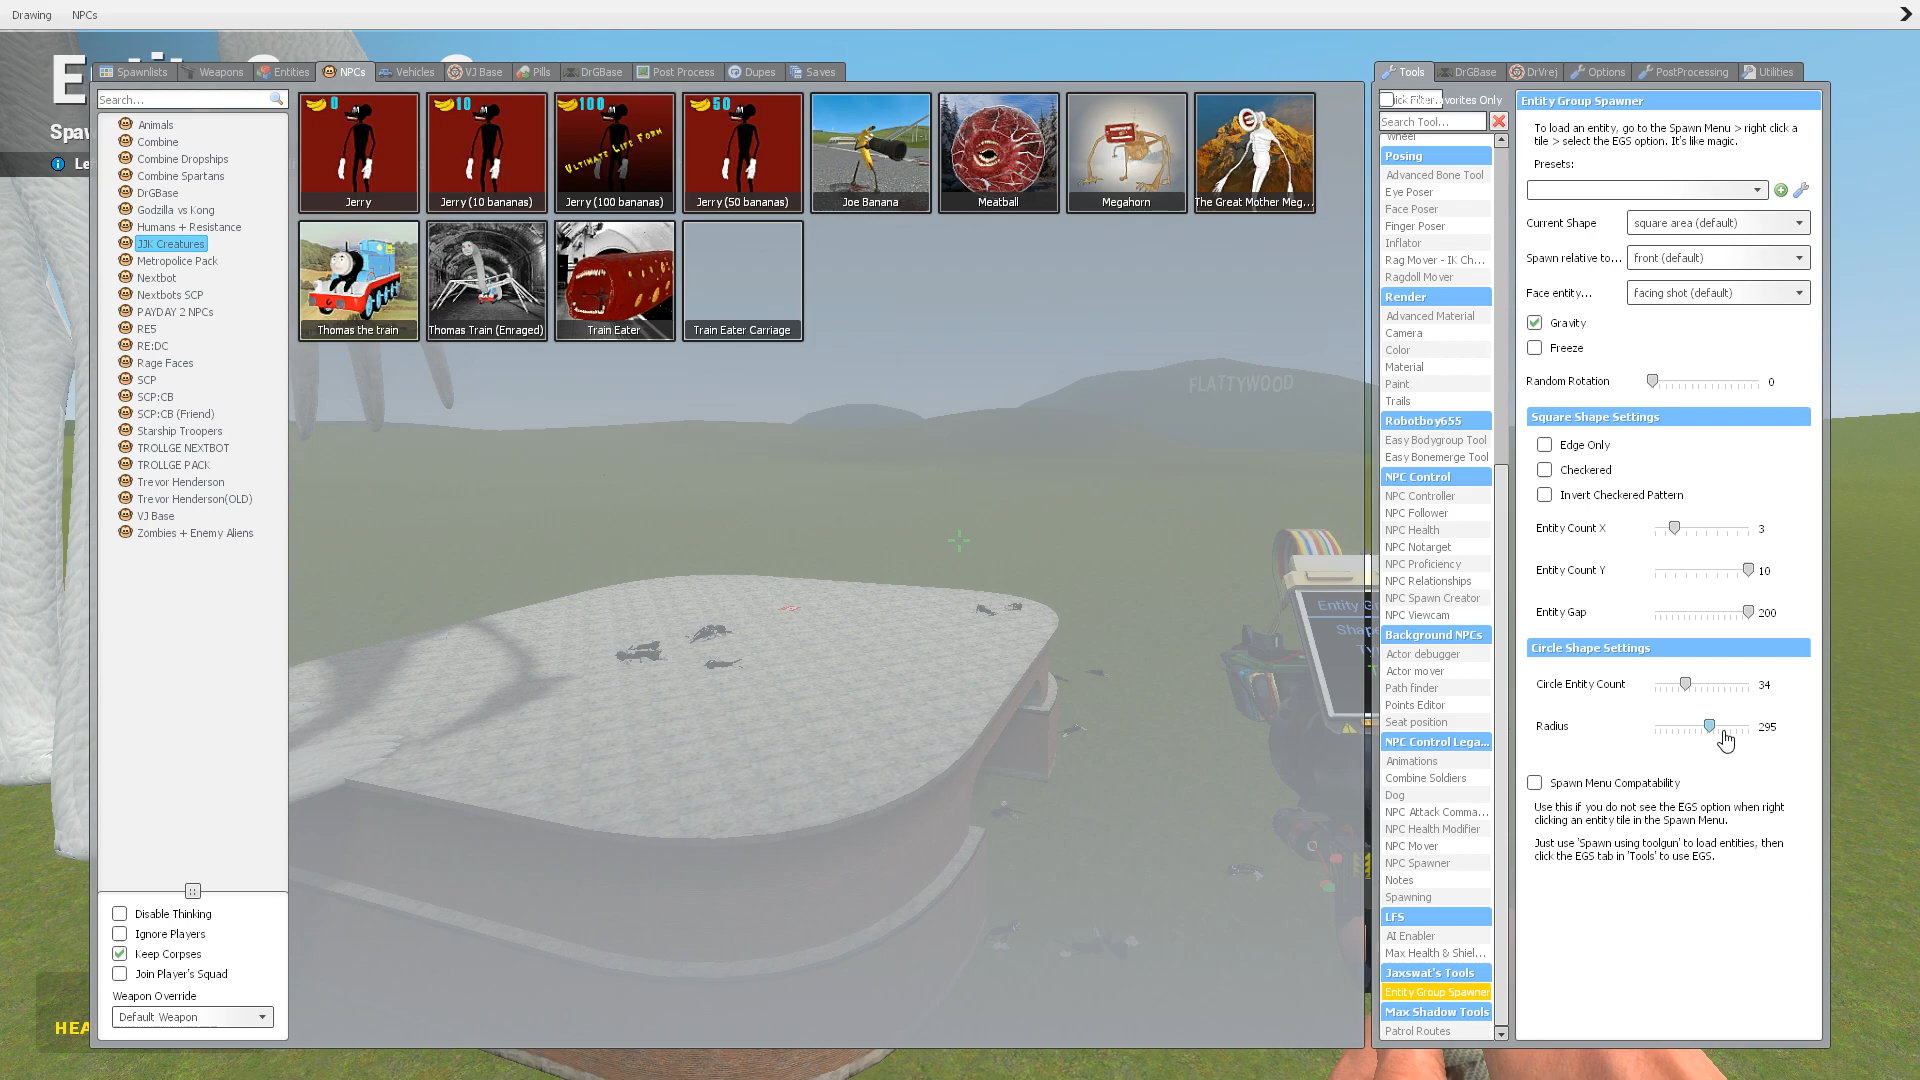 Drawing NPCs
Spawnlists Weapons Entities NPCs Vehicles VJ Base Pills DrGBase Post Process Dupes Saves
Search...
Animals
Combine
Combine Dropships
Combine Spartans
DrGBase
Godzilla vs Kong
Humans + Resistance
JJK Creatures
Metropolice Pack
Nextbot
Nextbots SCP
PAYDAY 2 NPCs
RE5
RE:DC
Rage Faces
SCP
SCP:CB
SCP:CB (Friend)
Starship Troopers
TROLLGE NEXTBOT
TROLLGE PACK
Trevor Henderson
Trevor Henderson(OLD)
VJ Base
Zombies + Enemy Aliens
Disable Thinking
Ignore Players
Keep Corpses
Join Player's Squad
Weapon Override
Default Weapon
0 10 100 50
ULTIMATE LIFE FORM
Jerry Jerry (10 bananas) Jerry (100 bananas) Jerry (50 bananas) Joe Banana Meatball Megahorn The Great Mother Meg...
Thomas the train Thomas Train (Enraged) Train Eater Train Eater Carriage
FLATTYWOOD
Tools DrGBase DrVrej Options PostProcessing Utilities
Search Tool...
Wheel
Posing
Advanced Bone Tool
Eye Poser
Face Poser
Finger Poser
Inflator
Rag Mover - IK Ch...
Ragdoll Mover
Render
Advanced Material
Camera
Color
Material
Paint
Trails
Robotboy655
Easy Bodygroup Tool
Easy Bonemerge Tool
NPC Control
NPC Controller
NPC Follower
NPC Health
NPC Notarget
NPC Proficiency
NPC Relationships
NPC Spawn Creator
NPC Viewcam
Background NPCs
Actor debugger
Actor mover
Path finder
Points Editor
Seat position
NPC Control Lega...
Animations
Combine Soldiers
Dog
NPC Attack Comma...
NPC Health Modifier
NPC Mover
NPC Spawner
Notes
Spawning
LFS
AI Enabler
Max Health & Shiel...
Jaxswat's Tools
Entity Group Spawner
Max Shadow Tools
Patrol Routes
Entity Group Spawner
To load an entity, go to the Spawn Menu > right click a
tile > select the EGS option. It's like magic.
Presets:
Current Shape square area (default)
Spawn relative to... front (default)
Face entity... facing shot (default)
Gravity
Freeze
Random Rotation 0
Square Shape Settings
Edge Only
Checkered
Invert Checkered Pattern
Entity Count X 3
Entity Count Y 10
Entity Gap 200
Circle Shape Settings
Circle Entity Count 34
Radius 295
Spawn Menu Compatability
Use this if you do not see the EGS option when right
clicking an entity tile in the Spawn Menu.
Just use 'Spawn using toolgun' to load entities, then
click the EGS tab in 'Tools' to use EGS.